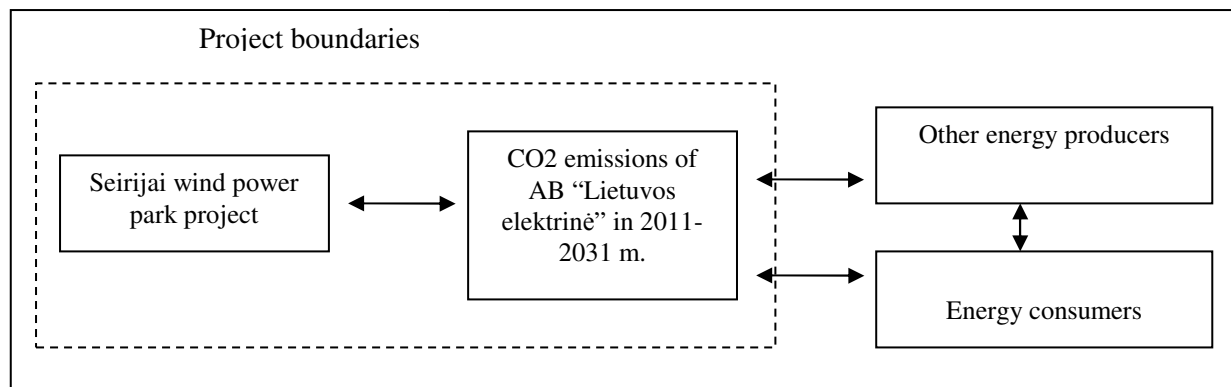 Project boundaries
Seirijai wind power
park project
CO2 emissions of
AB “Lietuvos
elektrinė” in 2011-
2031 m.
Other energy producers
Energy consumers